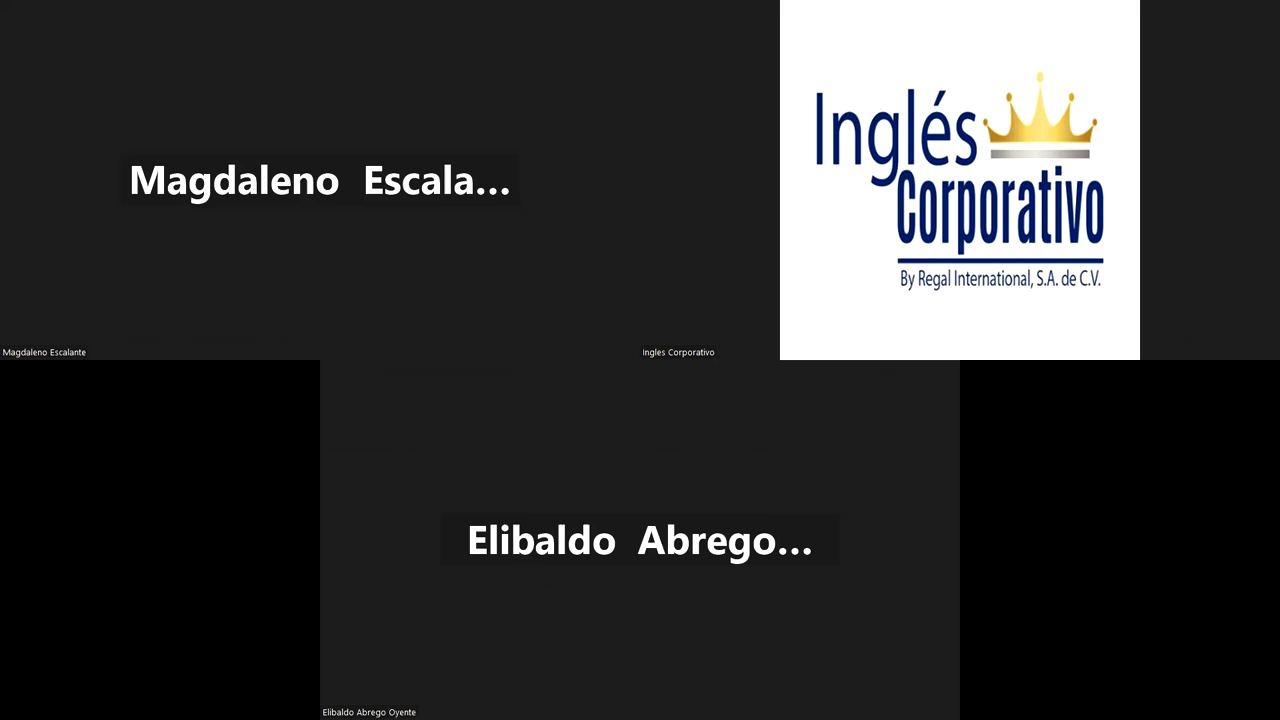 Magdaleno Escala...
Magdaleno Escalante
Inglés
Corporativo
By Regal International, S.A. de C.V.
Ingles Corporativo
Elibaldo Abrego...
Elibaldo Abrego Oyente